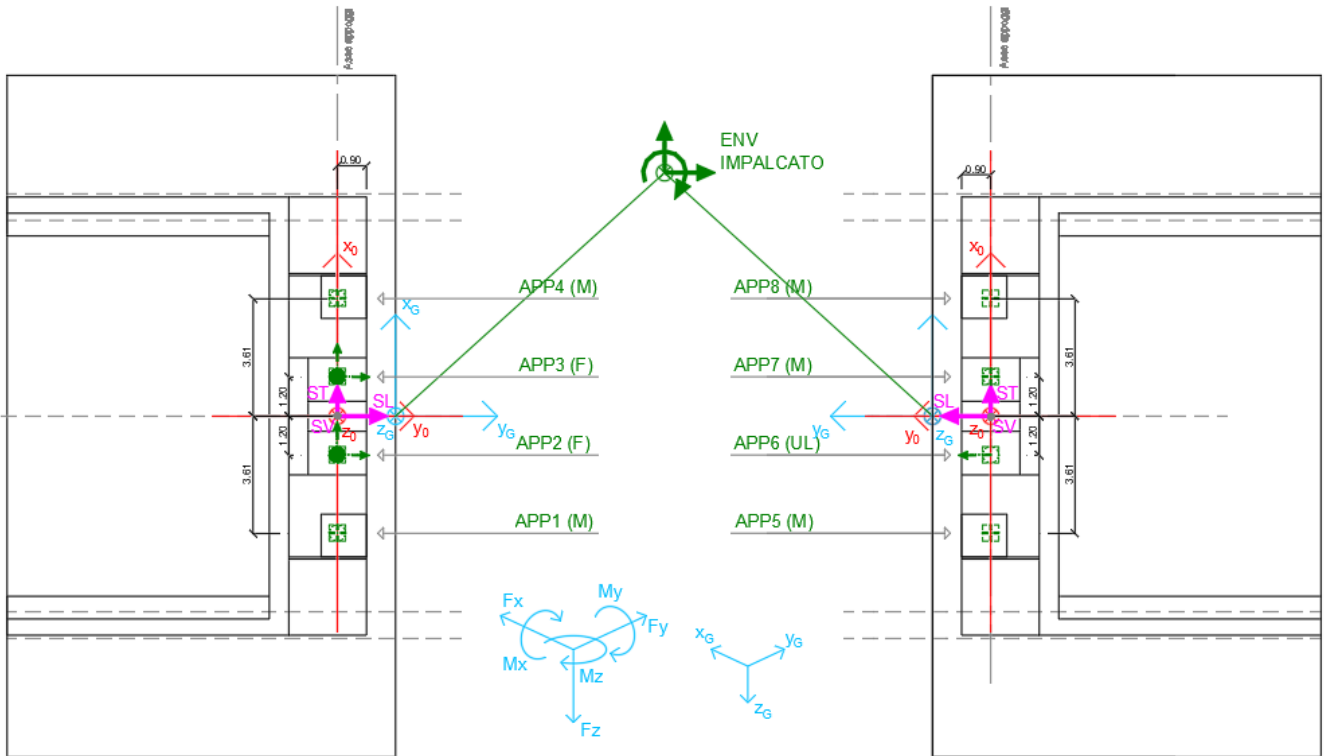 Asse appoggi
Asse appoggi
ENV
IMPALCATO
0.90
0.90
x0
x0
APP4 (M)
APP8 (M)
xG
xG
3.61
3.61
APP3 (F)
APP7 (M)
1.20
1.20
ST
SL
SL
ST
SV
z0
zG
y0
yG
yG
y0
zG
z0
SV
1.20
1.20
APP2 (F)
APP6 (UL)
3.61
3.61
APP1 (M)
APP5 (M)
Fx
My
Fy
Mx
Mz
Fz
xG
yG
zG